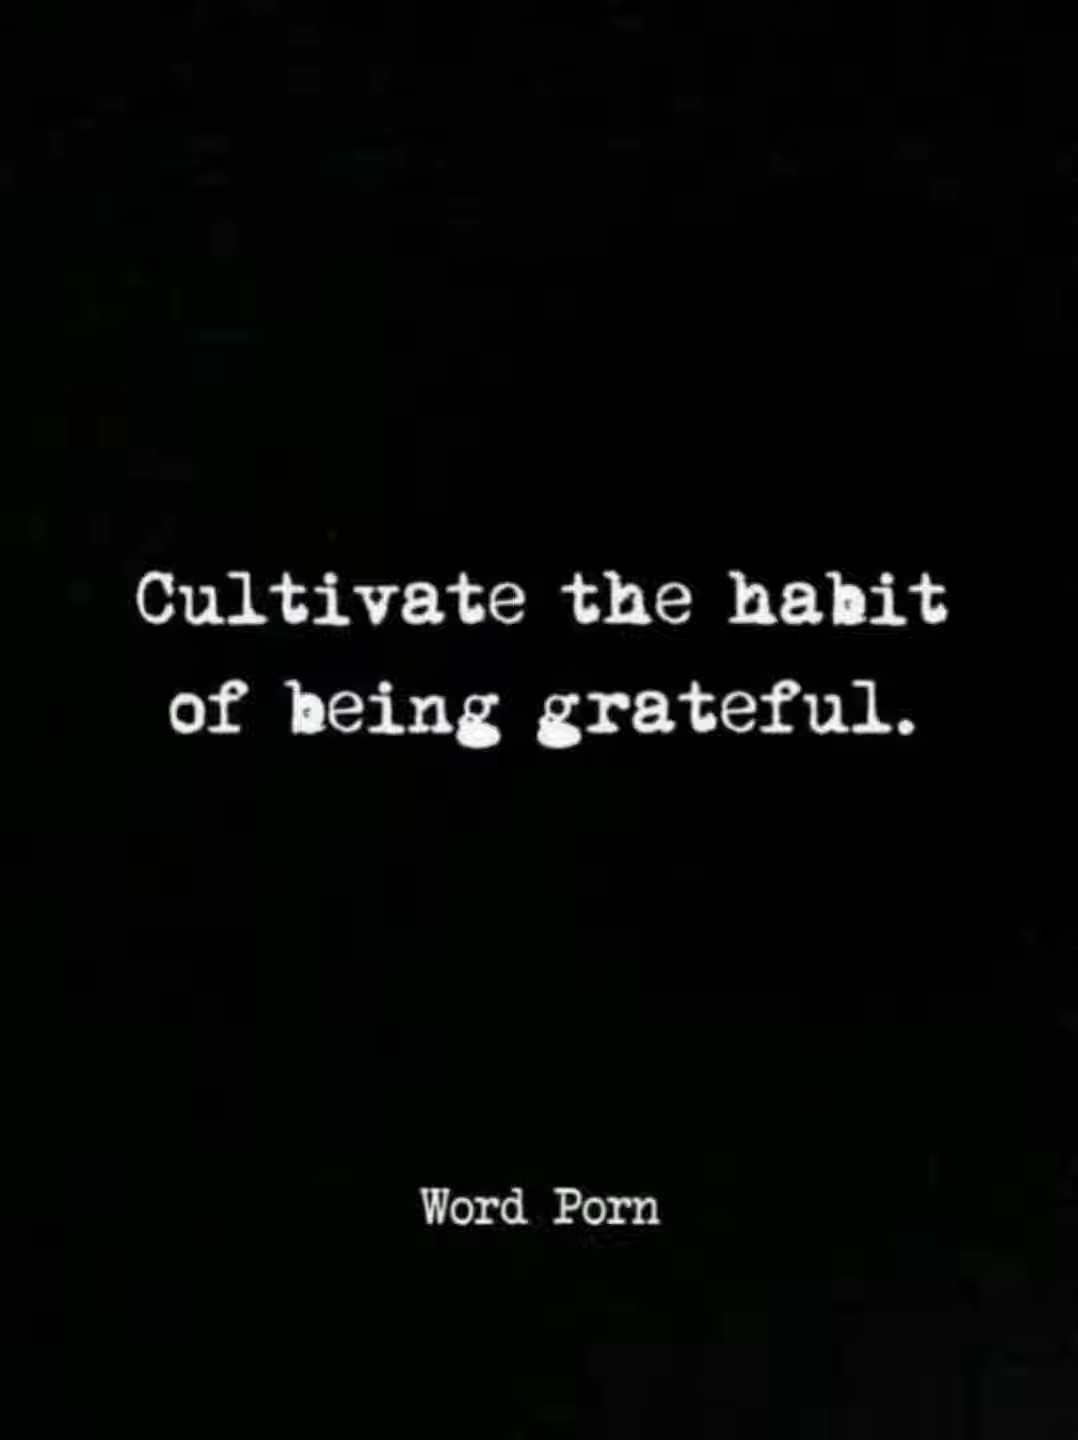 Cultivate the habit
of being grateful.
Word Porn